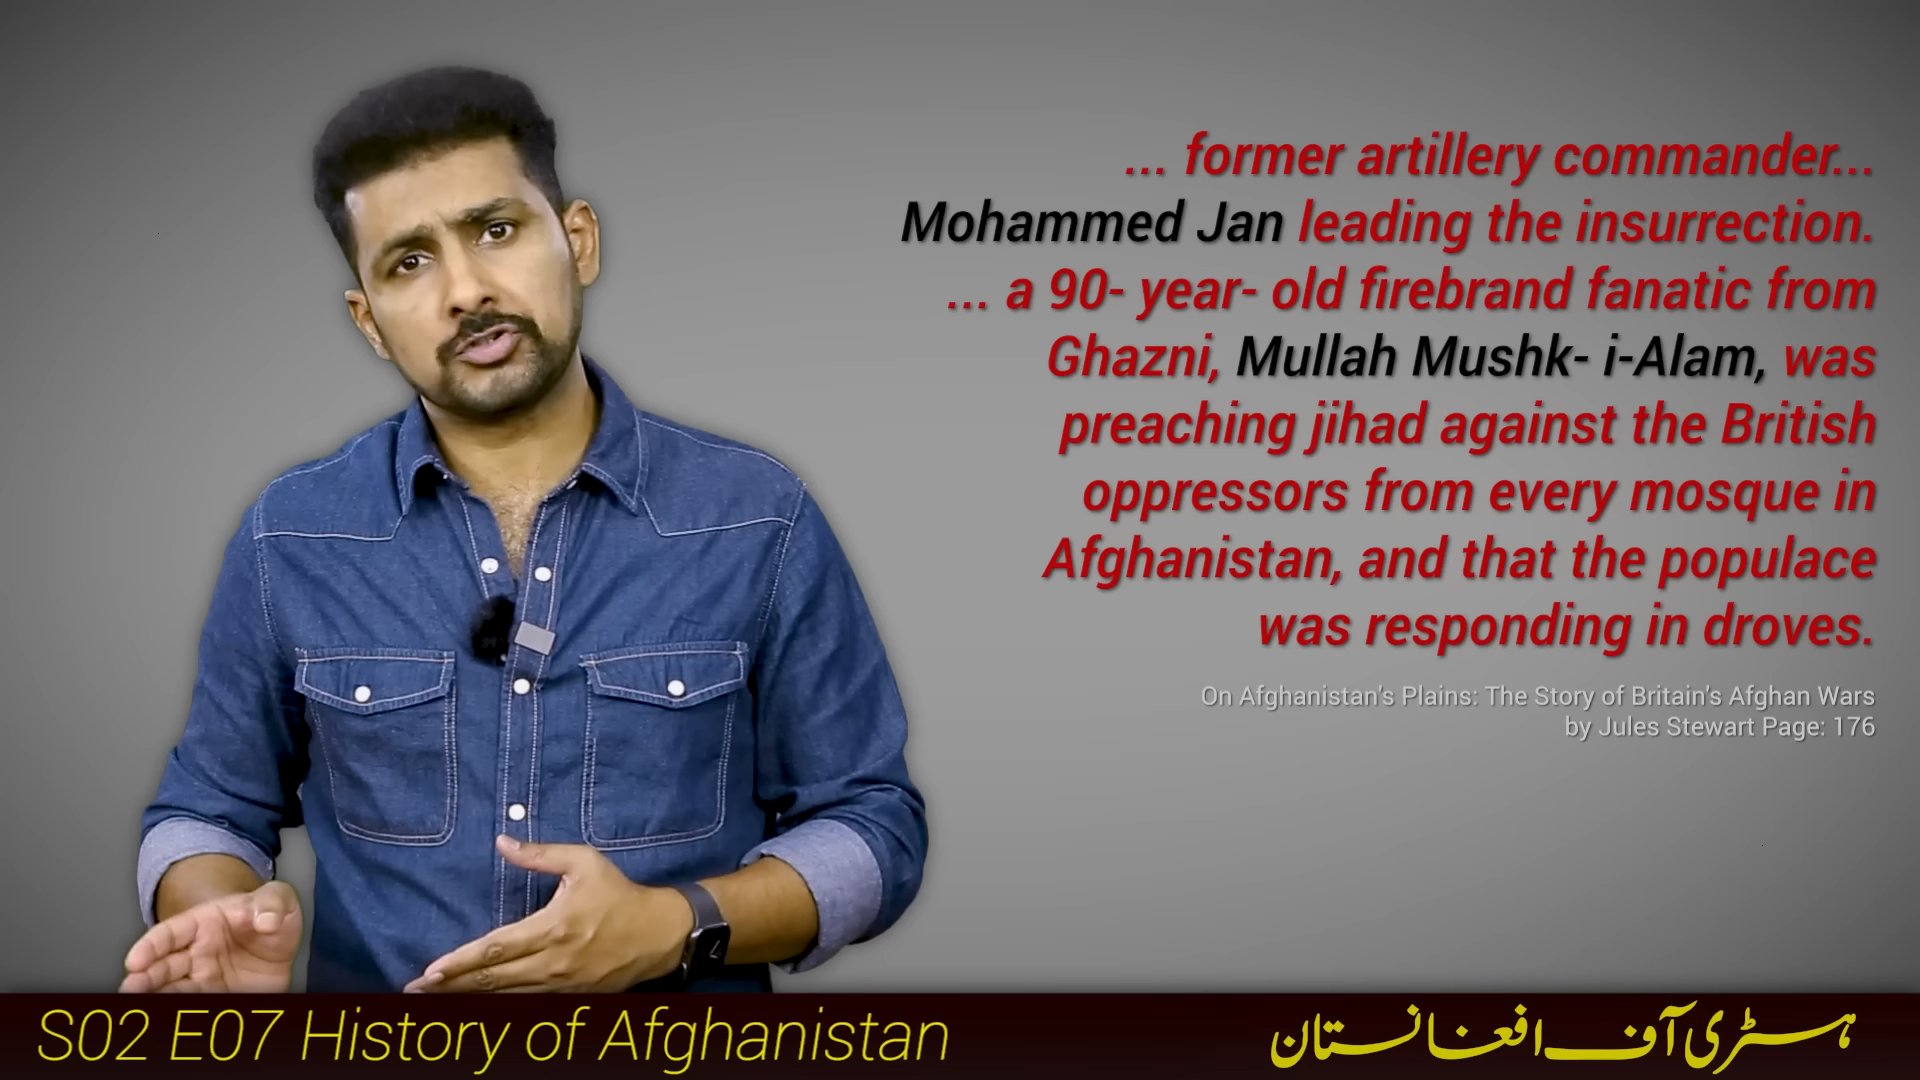 ... former artillery commander...
Mohammed Jan leading the insurrection.
... a 90- year- old firebrand fanatic from
Ghazni, Mullah Mushk- i-Alam, was
preaching jihad against the British
oppressors from every mosque in
Afghanistan, and that the populace
was responding in droves.
On Afghanistan's Plains: The Story of Britain's Afghan Wars
by Jules Stewart Page: 176
S02 E07 History of Afghanistan
ہسٹری آف افغانستان